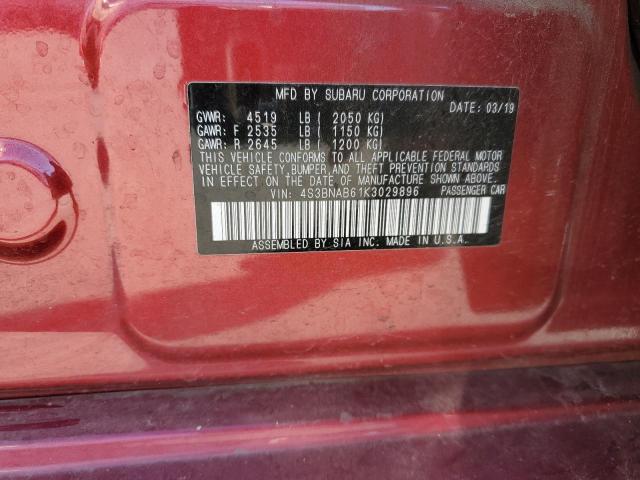 MFD BY SUBARU CORPORATION
DATE: 03/19
GVWR: 4519 LB ( 2050 KG)
GAWR: F 2535 LB ( 1150 KG)
GAWR: R 2645 LB ( 1200 KG)
THIS VEHICLE CONFORMS TO ALL APPLICABLE FEDERAL MOTOR
VEHICLE SAFETY, BUMPER, AND THEFT PREVENTION STANDARDS
IN EFFECT ON THE DATE OF MANUFACTURE SHOWN ABOVE.
VIN: 4S3BNAB61K3029896 PASSENGER CAR
ASSEMBLED BY SIA INC. MADE IN U.S.A.